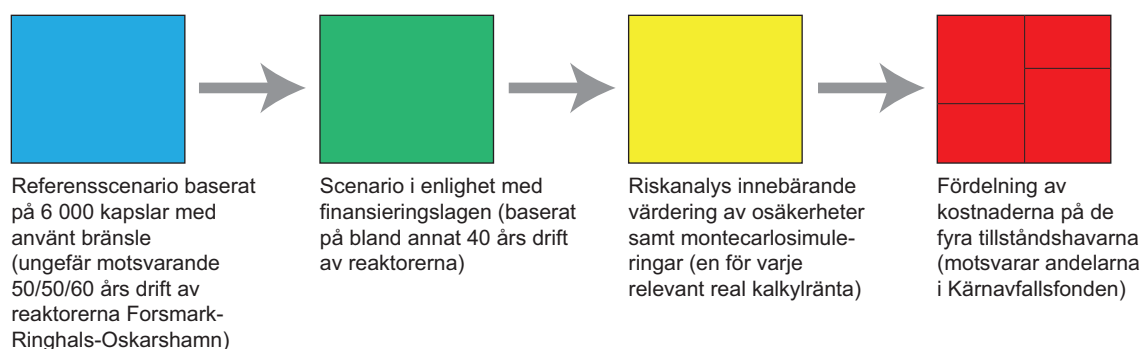 Referensscenario baserat
på 6 000 kapslar med
använt bränsle
(ungefär motsvarande
50/50/60 års drift av
reaktorerna Forsmark-
Ringhals-Oskarshamn)
Scenario i enlighet med
finansieringslagen (baserat
på bland annat 40 års drift
av reaktorerna)
Riskanalys innebärande
värdering av osäkerheter
samt montecarlosimule-
ringar (en för varje
relevant real kalkylränta)
Fördelning av
kostnaderna på de
fyra tillståndshavarna
(motsvarar andelarna
i Kärnavfallsfonden)